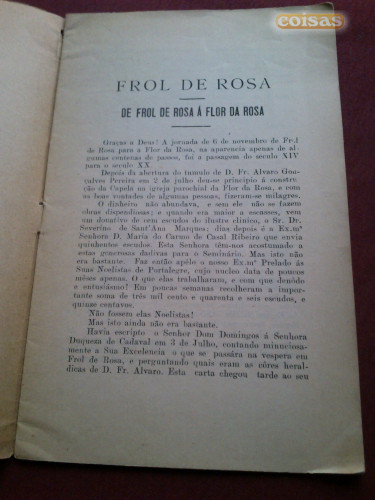 coisas
FROL DE ROSA
DE FROL DE ROSA Á FLOR DA ROSA
Graças a Deus! A jornada de 6 de novembro de Frol
de Rosa para a Flor da Rosa, na aparencia apenas de al-
gumas centenas de passos, foi a passagem do seculo XIV
para o seculo XX.
Depois da abertura do tumulo de D. Fr. Alvaro Gon-
çalves Pereira em 2 de julho deu-se principio á constru-
cção da Capela na igreja parochial da Flor da Rosa, e com
as boas vontades de algumas pessoas, fizeram-se milagres.
O dinheiro não abundava, e sem ele não se fazem
obras dispendiosas; e quando era maior a escassez, veiu
um donativo de cem escudos do ilustre clinico, o Sr. Dr.
Severino de Sant'Ana Marques; dias depois é a Ex.mª
Senhora D. Maria do Carmo de Casal Ribeiro que envia
quinhentos escudos. Esta Senhora têm-nos acostumado a
estas generosas dadivas para o Seminário. Mas isto não
era bastante. Faz então apêlo o nosso Ex.mº Prelado ás
Suas Noelistas de Portalegre, cujo nucleo data de poucos
mêses apenas. O que elas trabalharam, e com que denôdo
e entusiasmo! Em poucas semanas recolheram a impor-
tante soma de três mil cento e quarenta e seis escudos, e
quinze centavos.
Não fossem elas Noelistas!
Mas isto ainda não era bastante.
Havia escripto o Senhor Dom Domingos á Senhora
Duqueza de Cadaval em 3 de Julho, contando minuciosa-
mente a Sua Excelencia o que se passára na vespera em
Frol de Rosa, e perguntando quais eram as côres heral-
dicas de D. Fr. Alvaro. Esta carta chegou tarde ao seu